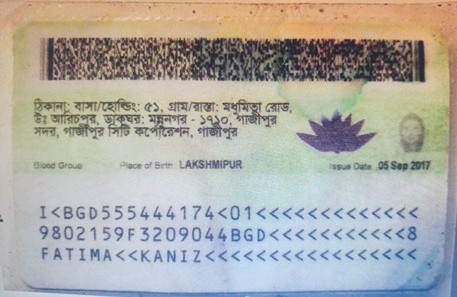 ঠিকানা: বাসা/হোল্ডিং: ৫১, গ্রাম/রাস্তা: মধুমিতা রোড,
উঃ আরিচপুর, ডাকঘর: মন্নুনগর - ১৭১০, গাজীপুর
সদর, গাজীপুর সিটি কর্পোরেশন, গাজীপুর
Blood Group Place of Birth LAKSHMIPUR Issue Date 05 Sep 2017
I<BGD555444174<01<<<<<<<<<<<<<<
9802159F3209044BGD<<<<<<<<<<<8
FATIMA<<KANIZ<<<<<<<<<<<<<<<<<